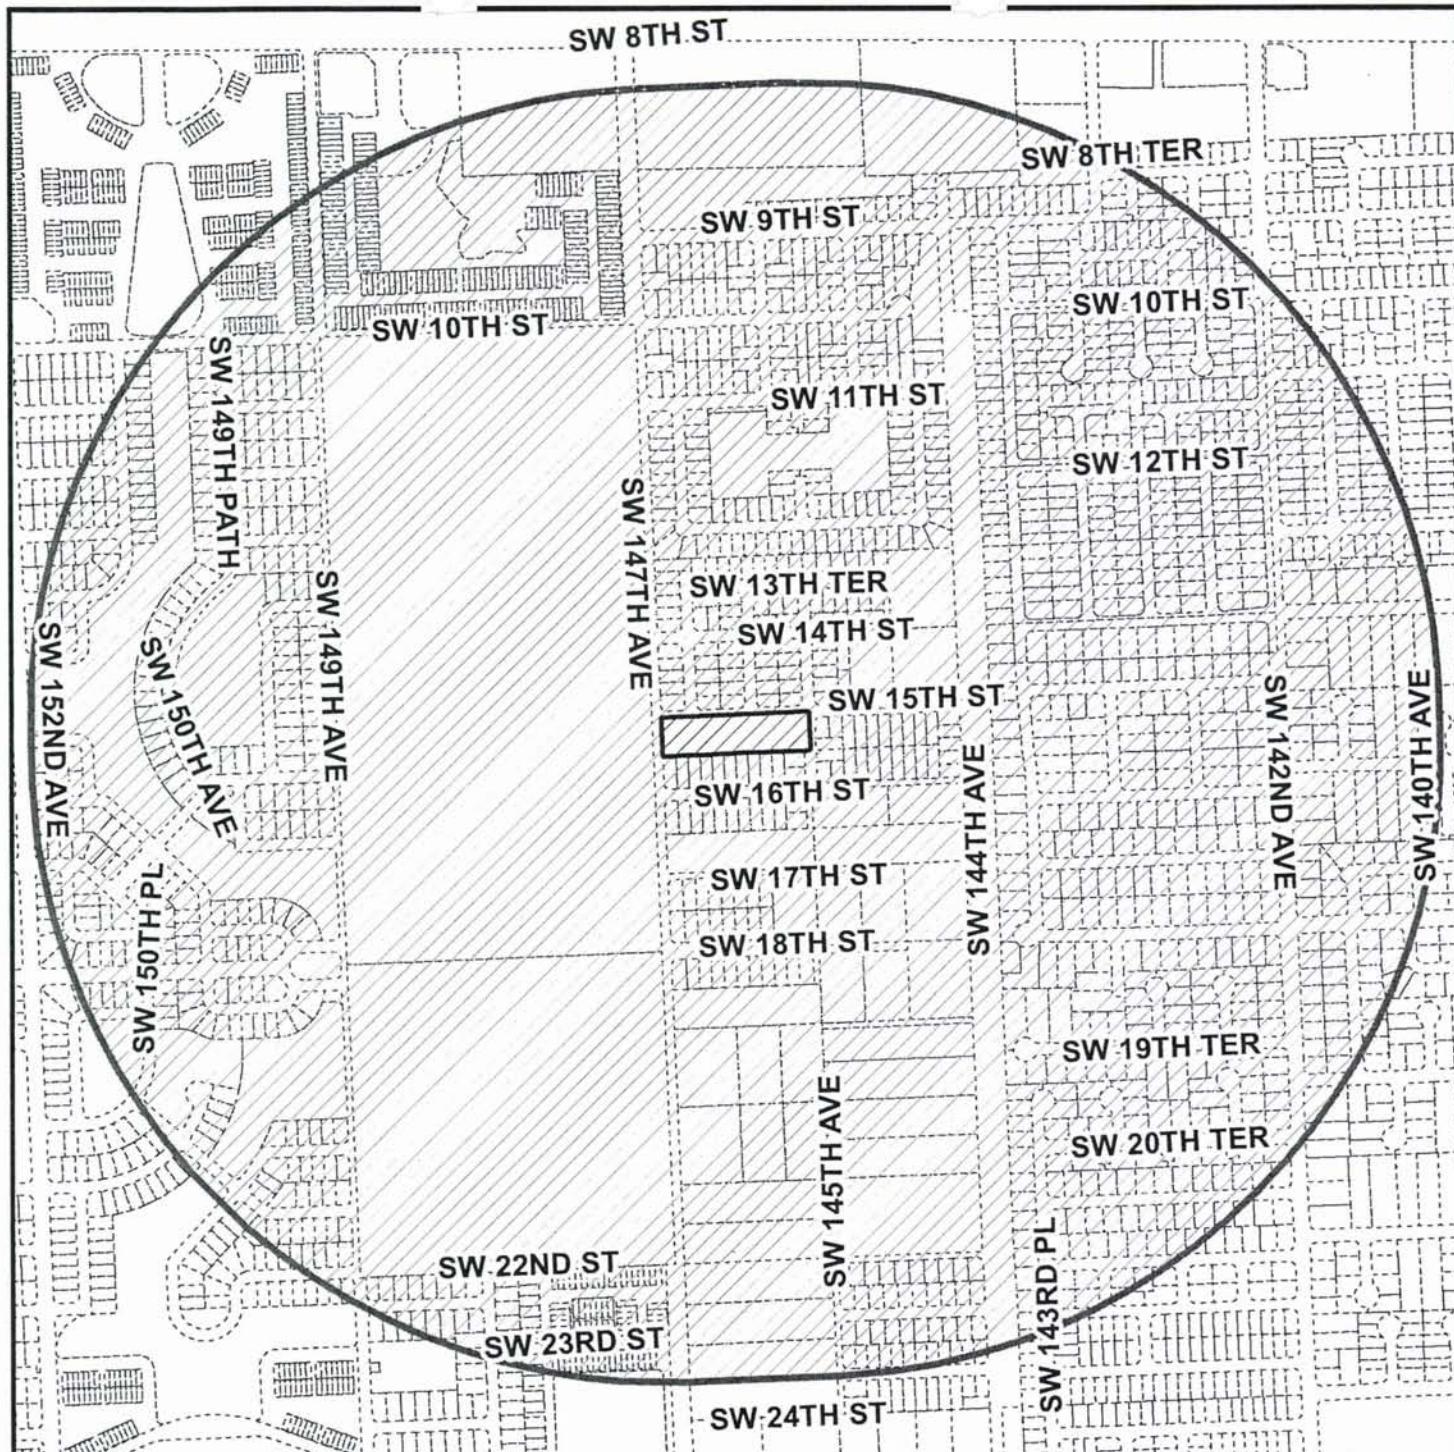 SW 8TH ST
SW 8TH TER
SW 9TH ST
SW 10TH ST
SW 10TH ST
SW 149TH PATH
SW 11TH ST
SW 12TH ST
SW 147TH AVE
SW 13TH TER
SW 149TH AVE
SW 14TH ST
SW 152ND AVE
SW 150TH AVE
SW 15TH ST
SW 142ND AVE
SW 140TH AVE
SW 144TH AVE
SW 16TH ST
SW 17TH ST
SW 150TH PL
SW 18TH ST
SW 19TH TER
SW 145TH AVE
SW 20TH TER
SW 143RD PL
SW 22ND ST
SW 23RD ST
SW 24TH ST